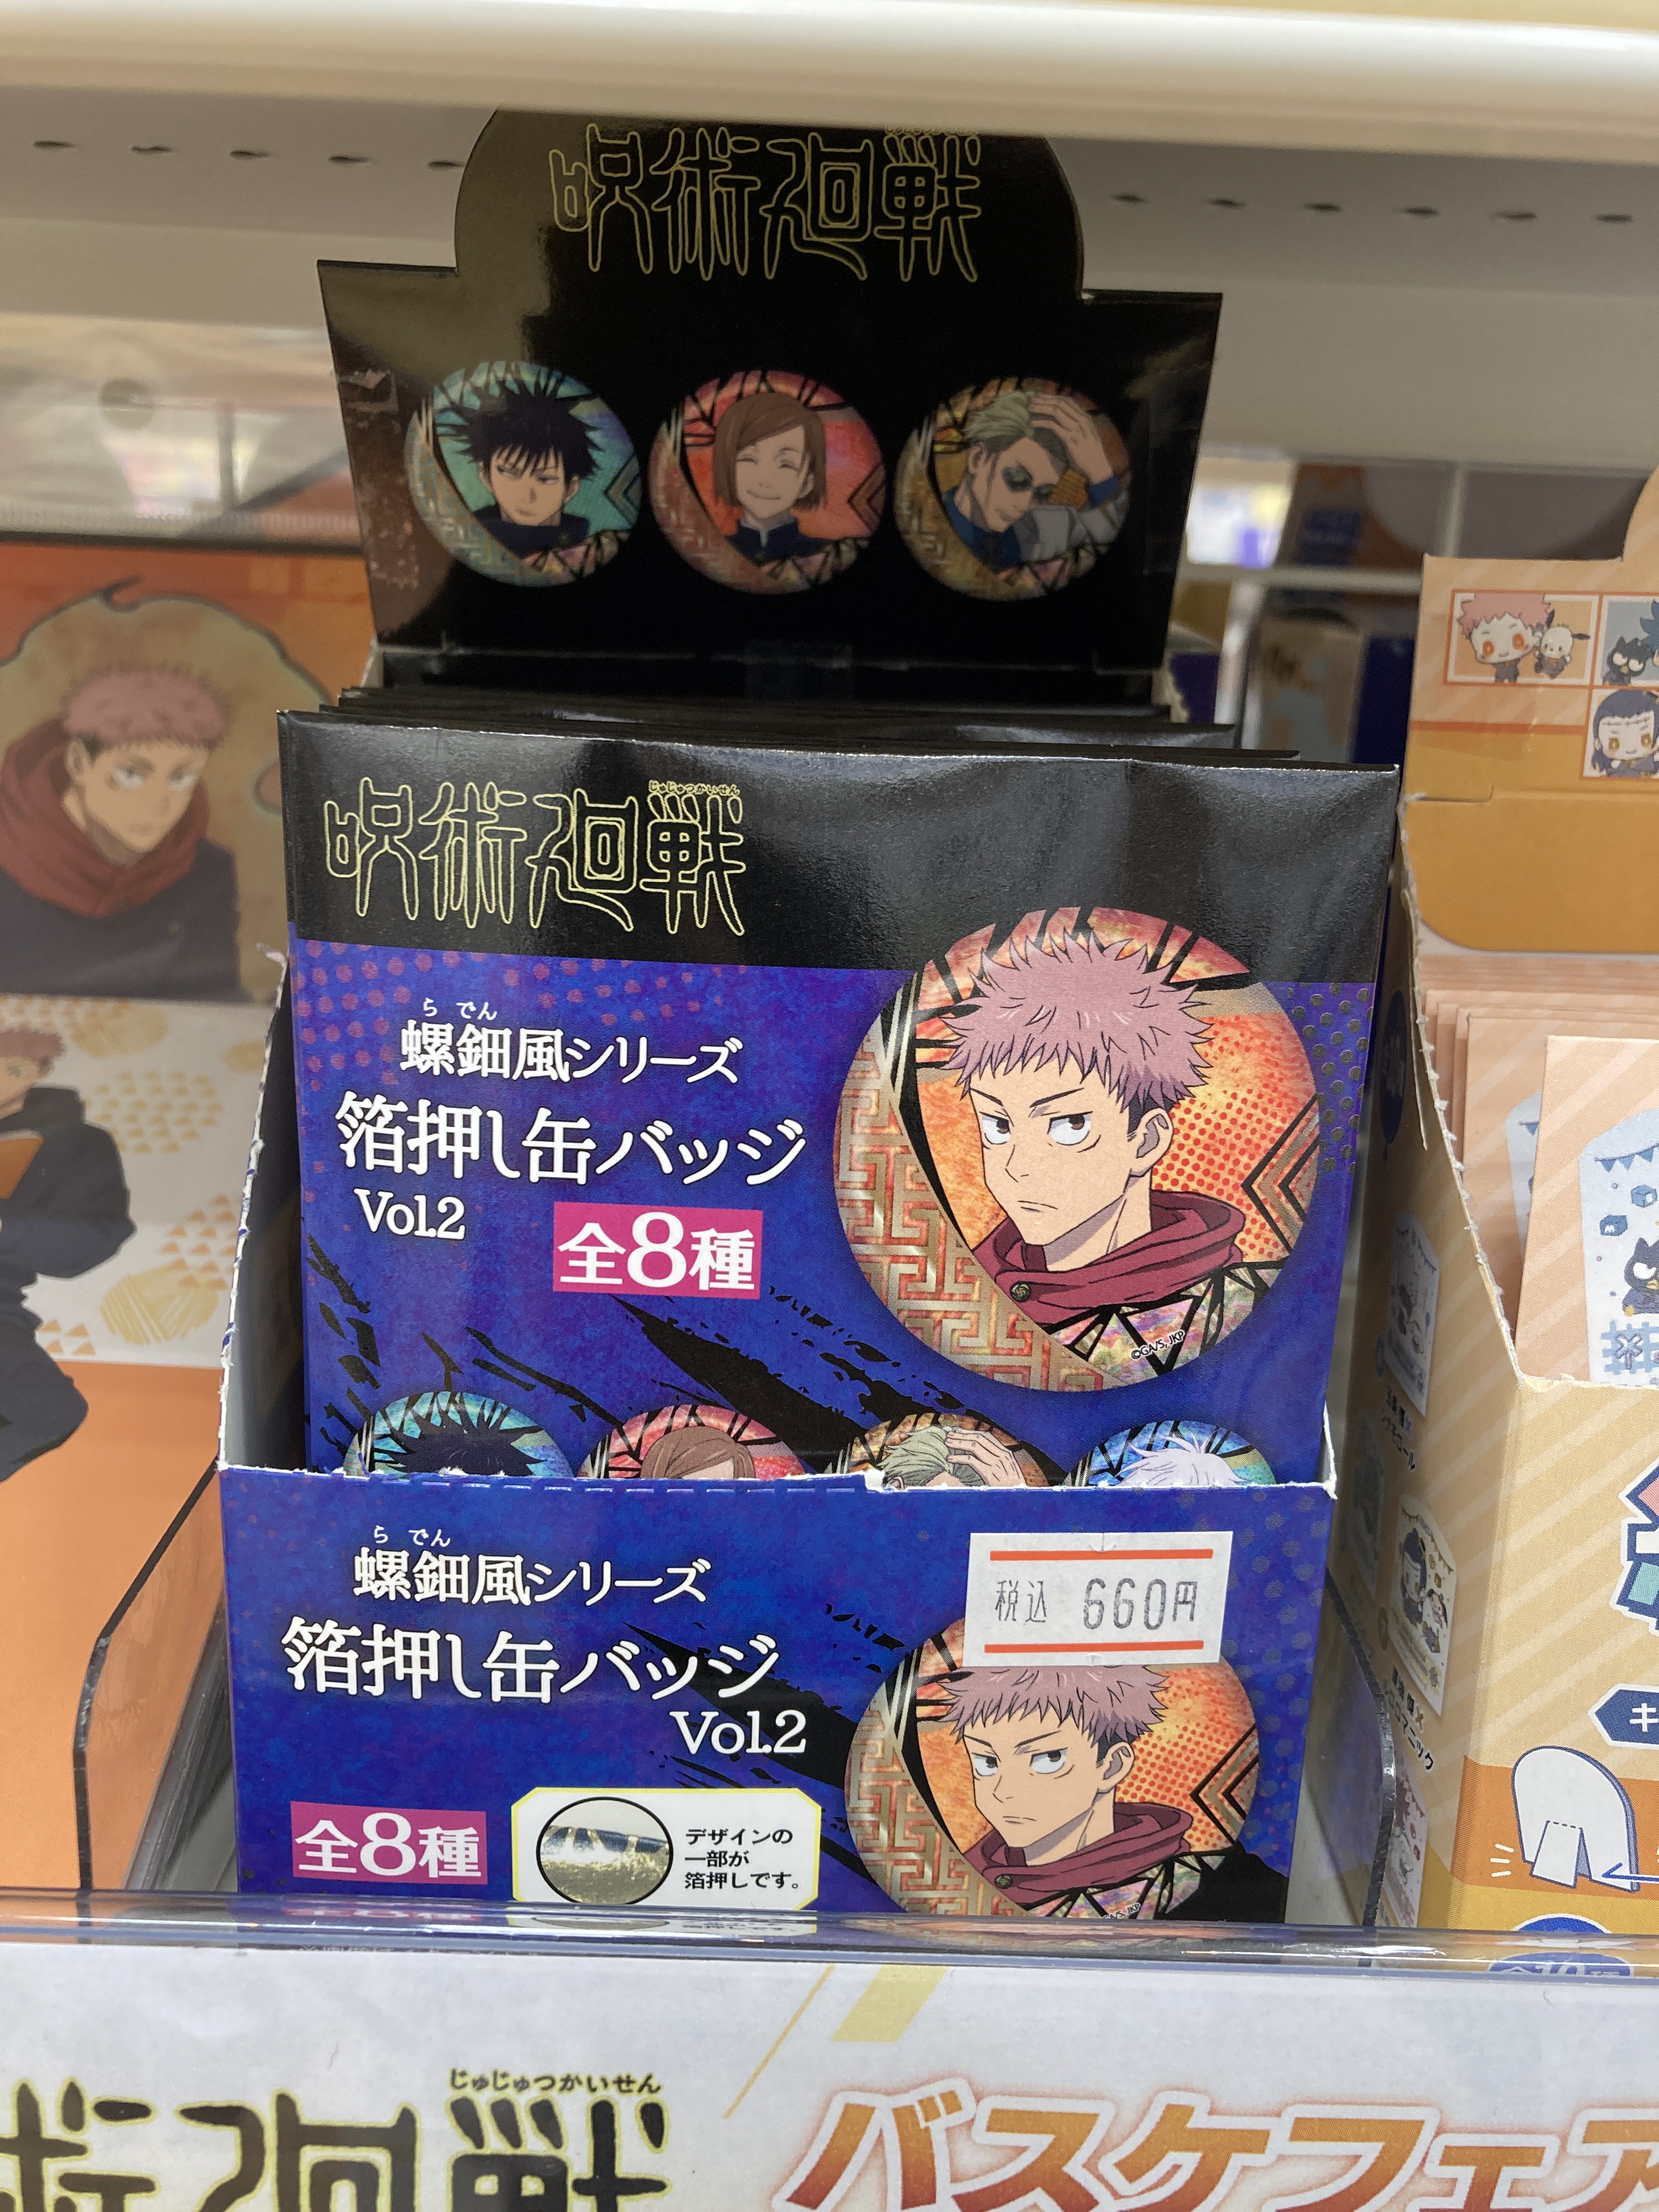 呪術廻戦
じゅじゅつかいせん
呪術廻戦
らでん
螺鈿風シリーズ
箔押し缶バッジ
Vol.2
全8種
©GA/S, JKP
らでん
螺鈿風シリーズ
箔押し缶バッジ
Vol.2
税込 660円
全8種
デザインの
一部が
箔押しです。
じゅじゅつかいせん
術廻戦
バスケフェア